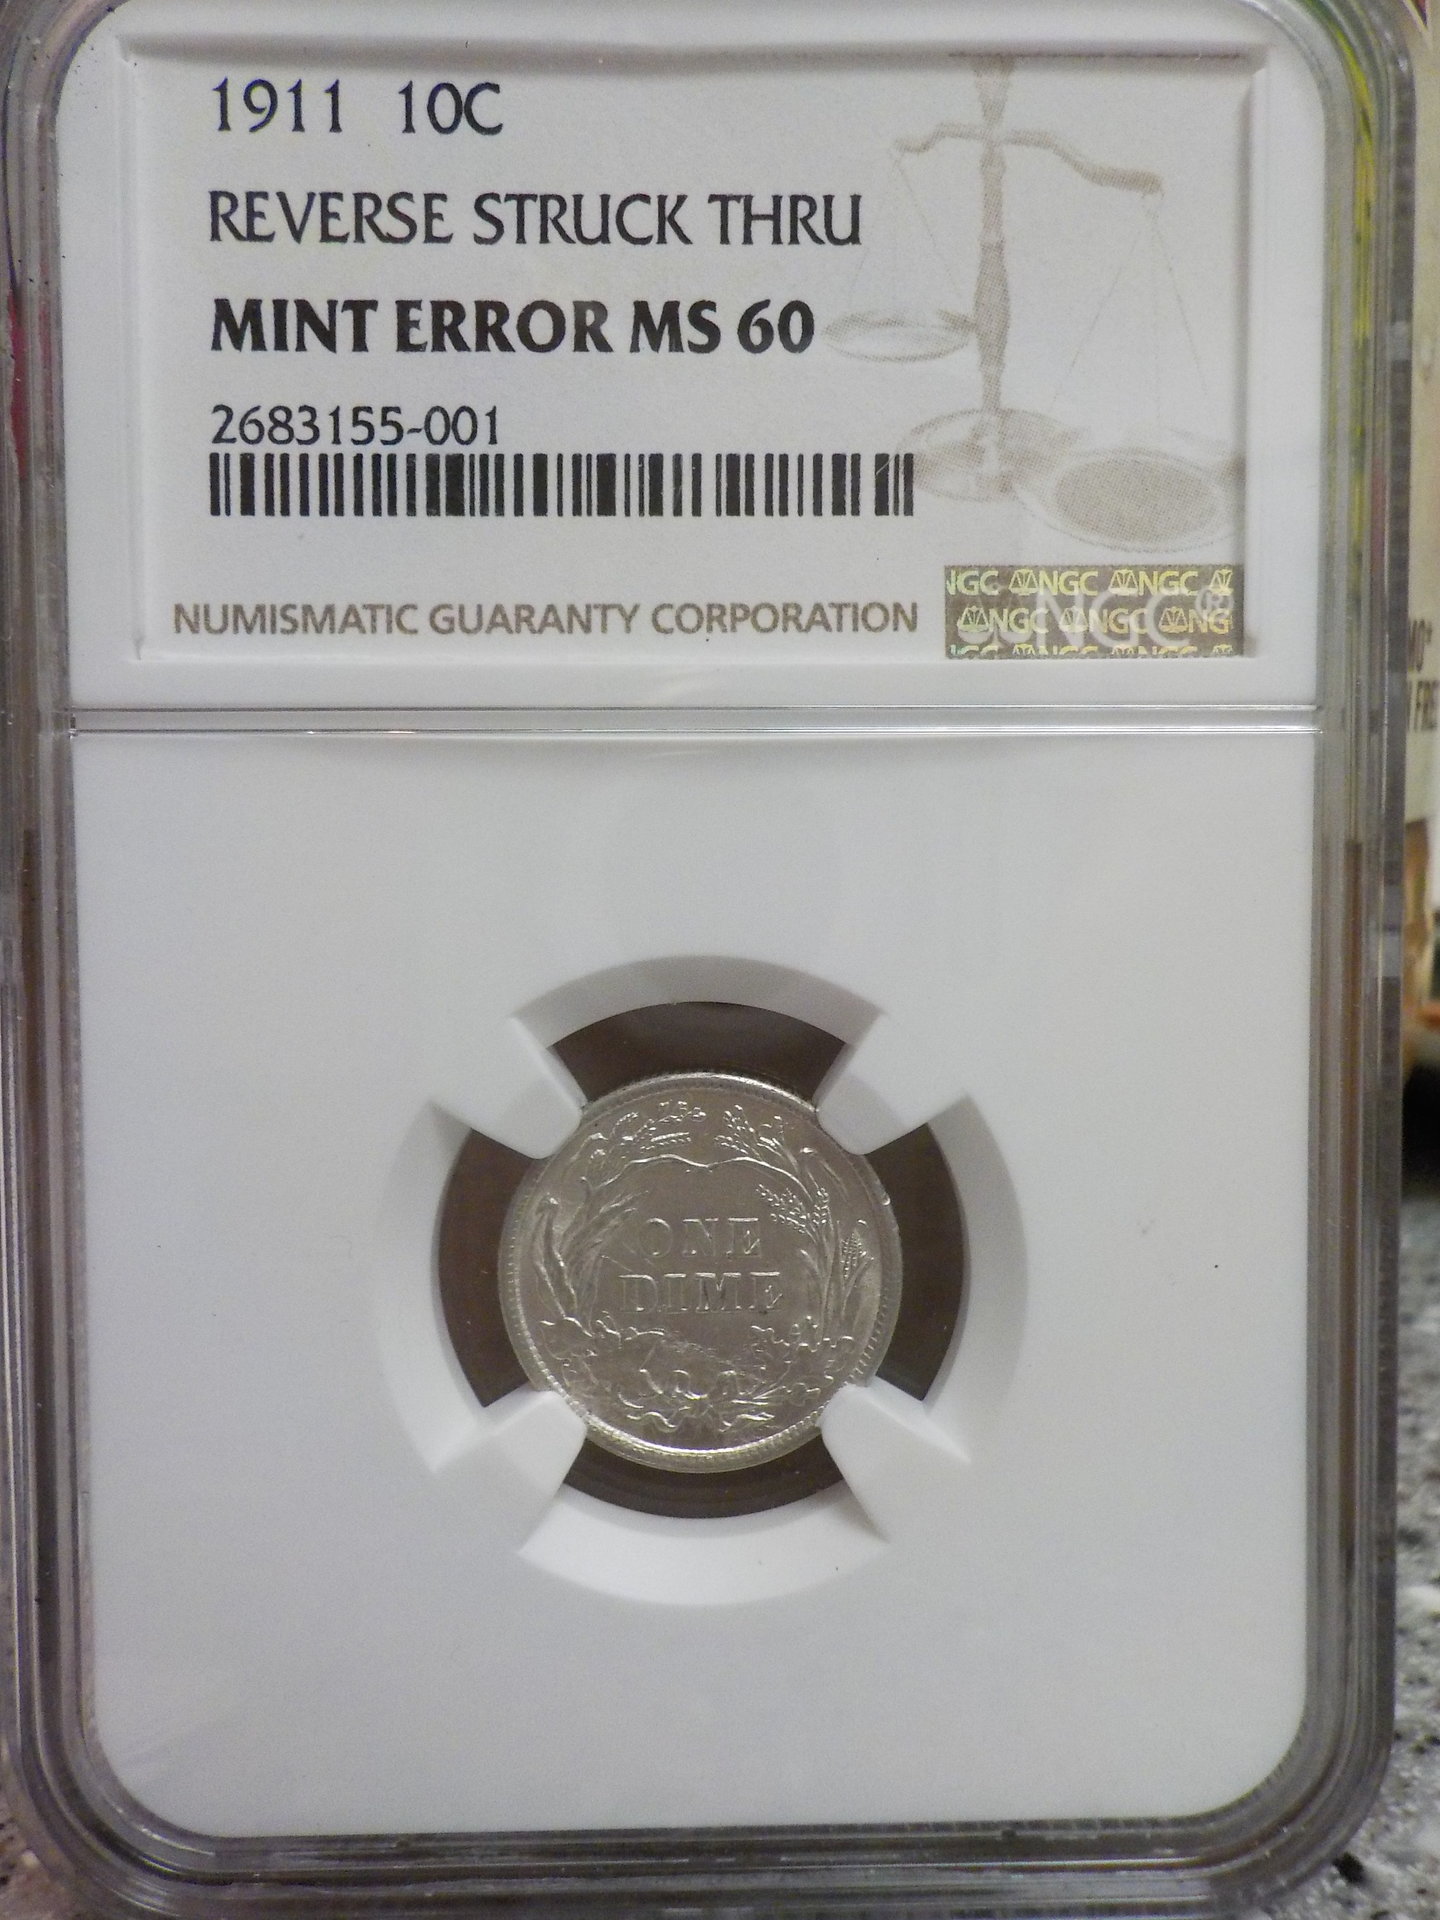 1911 10C
REVERSE STRUCK THRU
MINT ERROR MS 60
2683155-001
NUMISMATIC GUARANTY CORPORATION
NGC NGC NGC
NGC NGC NG
NGC®
ONE
DIME